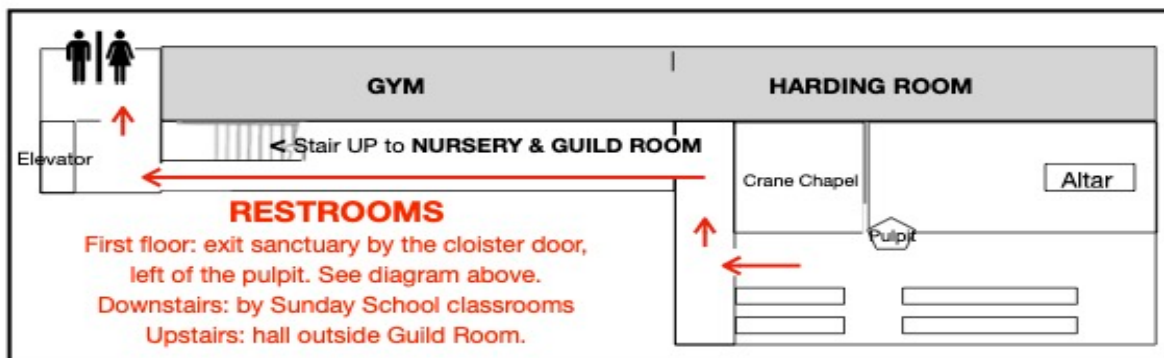 GYM
HARDING ROOM
< Stair UP to NURSERY & GUILD ROOM
Elevator
Crane Chapel
Altar
Pulpit
RESTROOMS
First floor: exit sanctuary by the cloister door,
left of the pulpit. See diagram above.
Downstairs: by Sunday School classrooms
Upstairs: hall outside Guild Room.